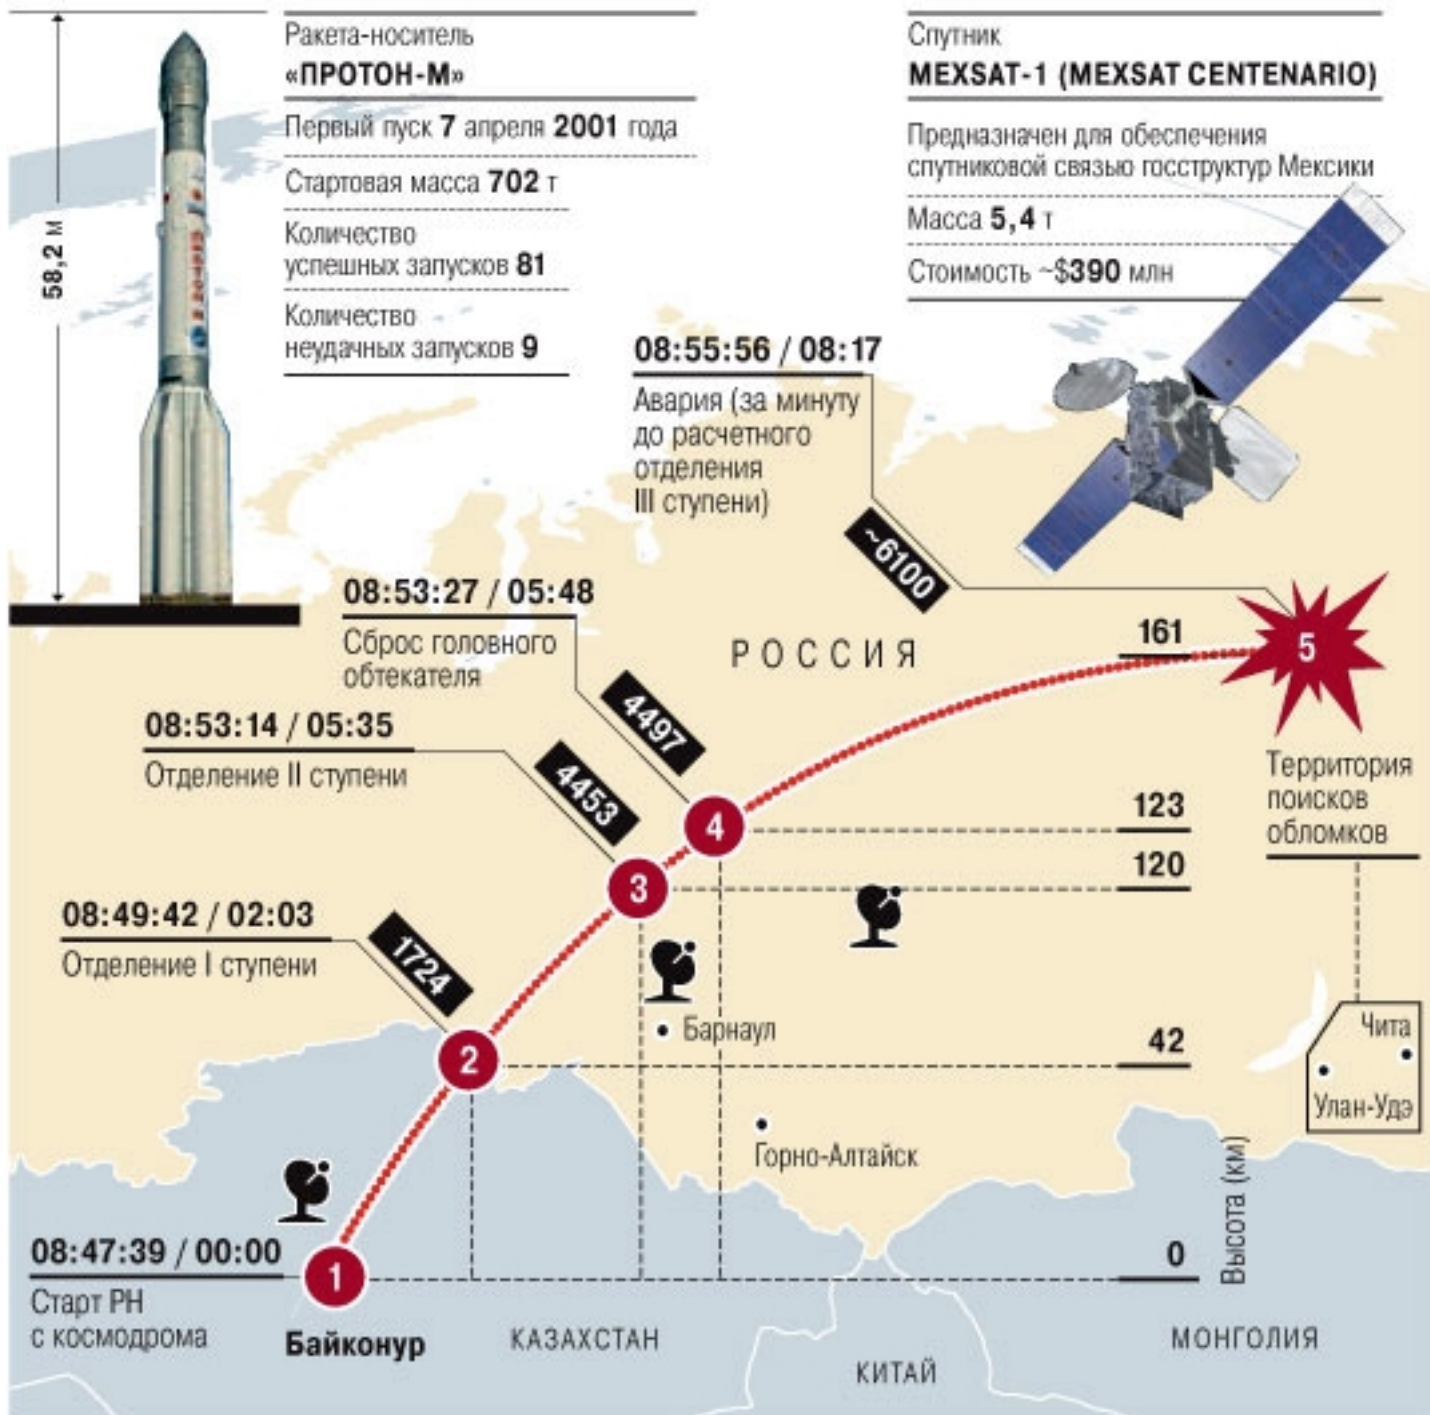 Ракета-носитель
«ПРОТОН-М»
Первый пуск 7 апреля 2001 года
Стартовая масса 702 т
Количество
успешных запусков 81
Количество
неудачных запусков 9
58,2 м
Спутник
MEXSAT-1 (MEXSAT CENTENARIO)
Предназначен для обеспечения
спутниковой связью госструктур Мексики
Масса 5,4 т
Стоимость ~$390 млн
08:55:56 / 08:17
Авария (за минуту
до расчетного
отделения
III ступени)
~6100
08:53:27 / 05:48
Сброс головного
обтекателя
4497
РОССИЯ
161
5
08:53:14 / 05:35
Отделение II ступени
4453
Территория
поисков
обломков
4
123
3
120
08:49:42 / 02:03
Отделение I ступени
1724
Барнаул
2
42
Чита
Улан-Удэ
Горно-Алтайск
Высота (км)
08:47:39 / 00:00
Старт РН
с космодрома
1
0
Байконур
КАЗАХСТАН
КИТАЙ
МОНГОЛИЯ